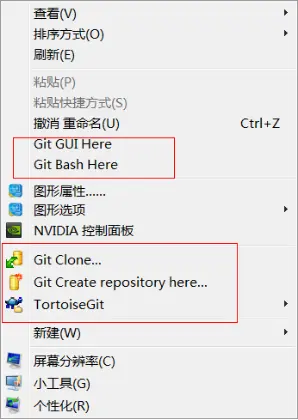 查看(V)
排序方式(O)
刷新(E)
粘贴(P)
粘贴快捷方式(S)
撤消 重命名(U) Ctrl+Z
Git GUI Here
Git Bash Here
图形属性......
图形选项
NVIDIA 控制面板
Git Clone...
Git Create repository here...
TortoiseGit
新建(W)
屏幕分辨率(C)
小工具(G)
个性化(R)